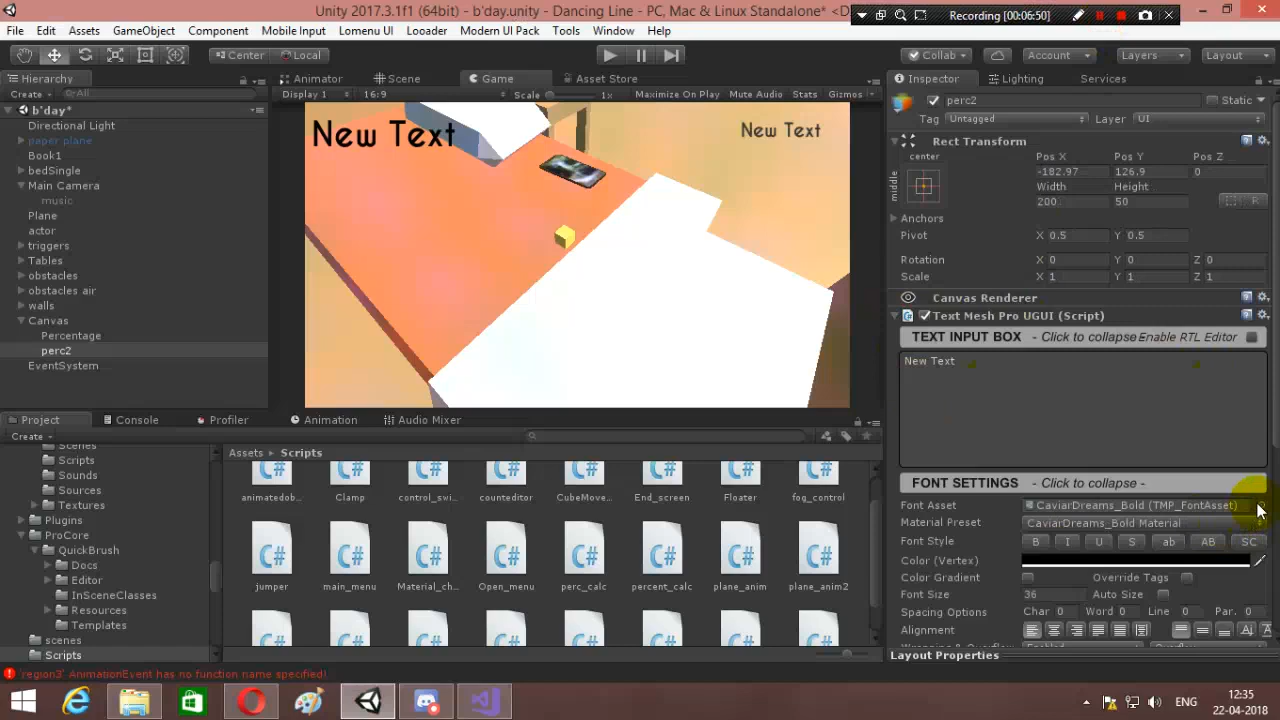 Unity 2017.3.1f1 (64bit) - b'day.unity - Dancing Line - PC, Mac & Linux Standalone* <D
Recording [00:06:50]
File Edit Assets GameObject Component Mobile Input Lomenu UI Luoader Modern UI Pack Tools Window Help
Center Local Collab Account Layers Layout
Hierarchy Animator Scene Game Asset Store Inspector Lighting Services
Create All Display 1 16:9 Scale 1x Maximize On Play Mute Audio Stats Gizmos perc2 Static
b'day*
Tag Untagged Layer UI
Directional Light
paper plane
Book1
bedSingle
Main Camera
music
Plane
actor
triggers
Tables
obstacles
obstacles air
walls
Canvas
Percentage
perc2
EventSystem
New Text
New Text
Rect Transform
center Pos X Pos Y Pos Z
middle -182.97 126.9 0
Width Height
200 50 R
Anchors
Pivot X 0.5 Y 0.5
Rotation X 0 Y 0 Z 0
Scale X 1 Y 1 Z 1
Canvas Renderer
Text Mesh Pro UGUI (Script)
TEXT INPUT BOX - Click to collapse Enable RTL Editor
New Text
FONT SETTINGS - Click to collapse -
Font Asset CaviarDreams_Bold (TMP_FontAsset)
Material Preset CaviarDreams_Bold Material
Font Style B I U S ab AB SC
Color (Vertex)
Color Gradient Override Tags
Font Size 36 Auto Size
Spacing Options Char 0 Word 0 Line 0 Par. 0
Alignment
Layout Properties
Project Console Profiler Animation Audio Mixer
Create
Scenes
Scripts
Sounds
Sources
Textures
Plugins
ProCore
QuickBrush
Docs
Editor
InSceneClasses
Resources
Templates
scenes
Scripts
Assets Scripts
animatedob... Clamp control_swi... counteditor CubeMove... End_screen Floater fog_control
jumper main_menu Material_ch... Open_menu perc_calc percent_calc plane_anim plane_anim2
'region3' AnimationEvent has no function name specified!
ENG 12:35
22-04-2018